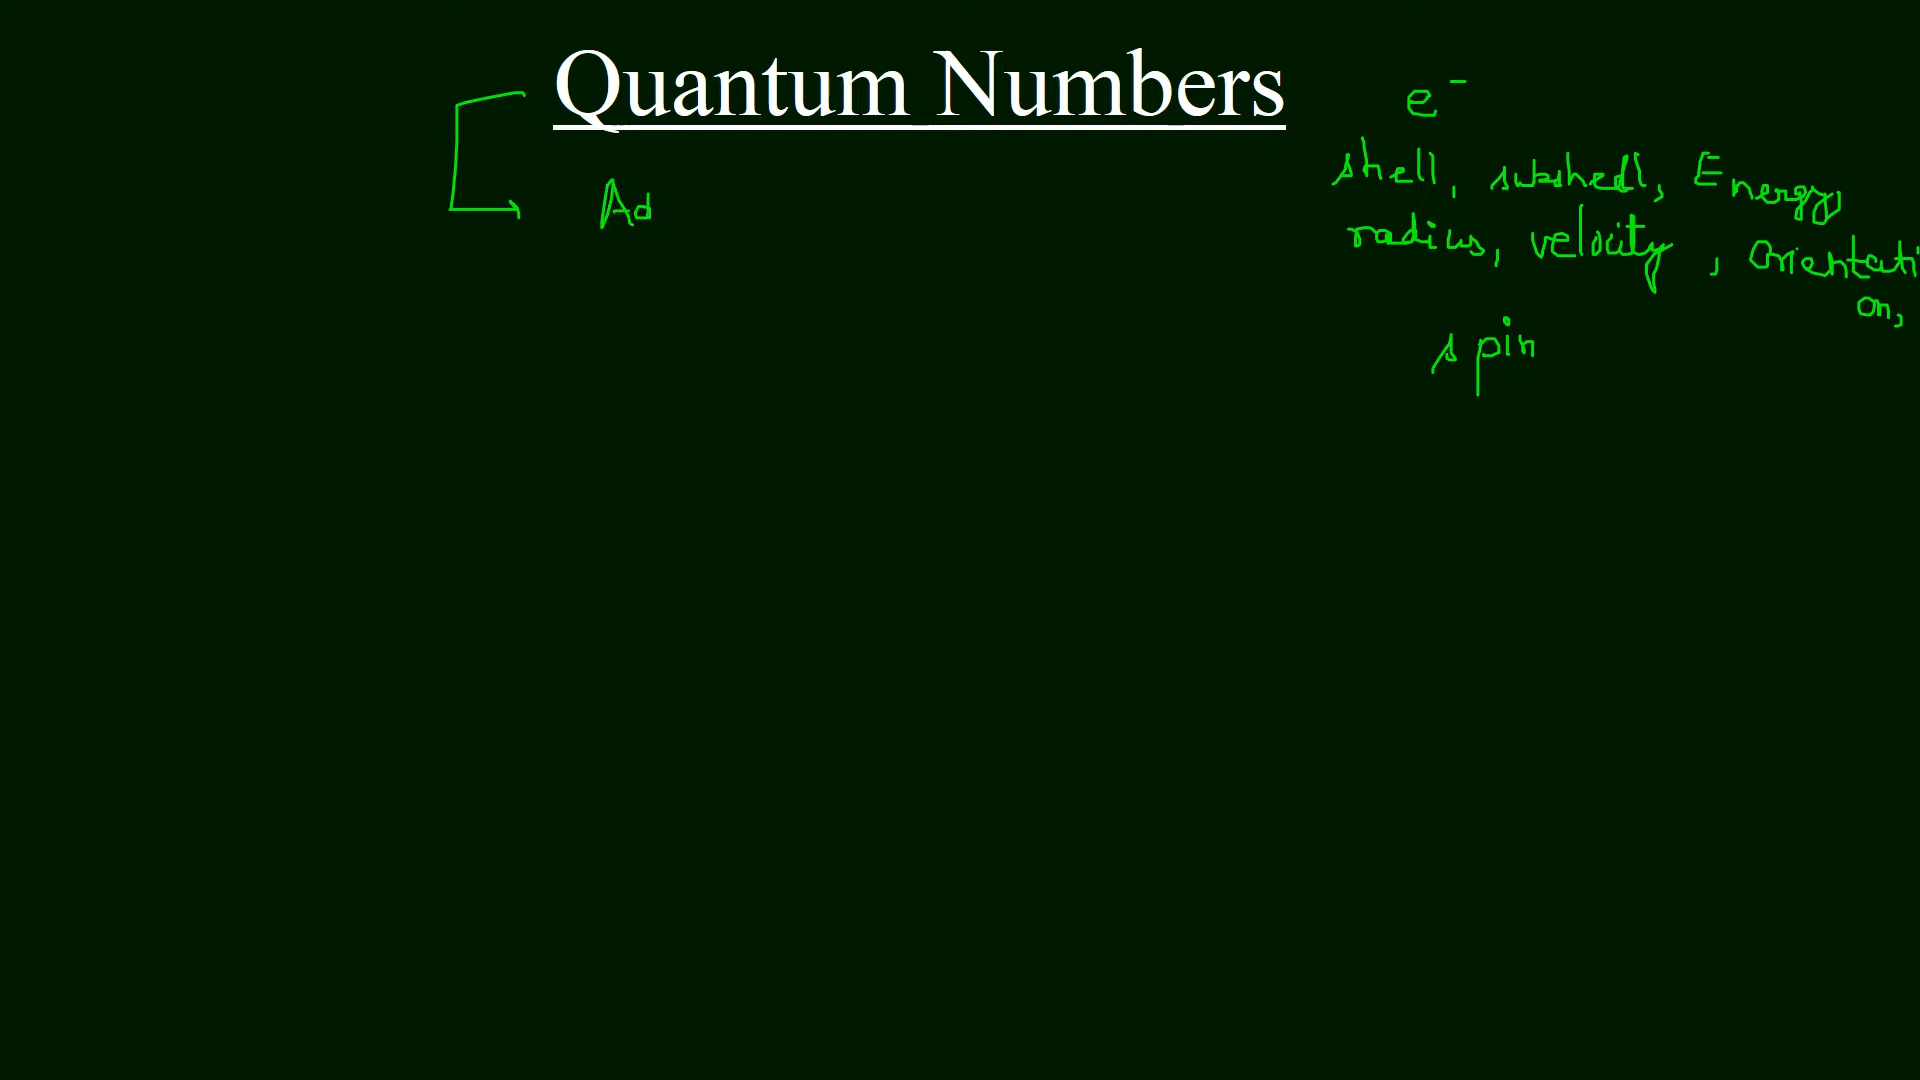 Quantum Numbers
Ad
e⁻
shell, subshell, Energy,
radius, velocity, Orientati
on,
spin